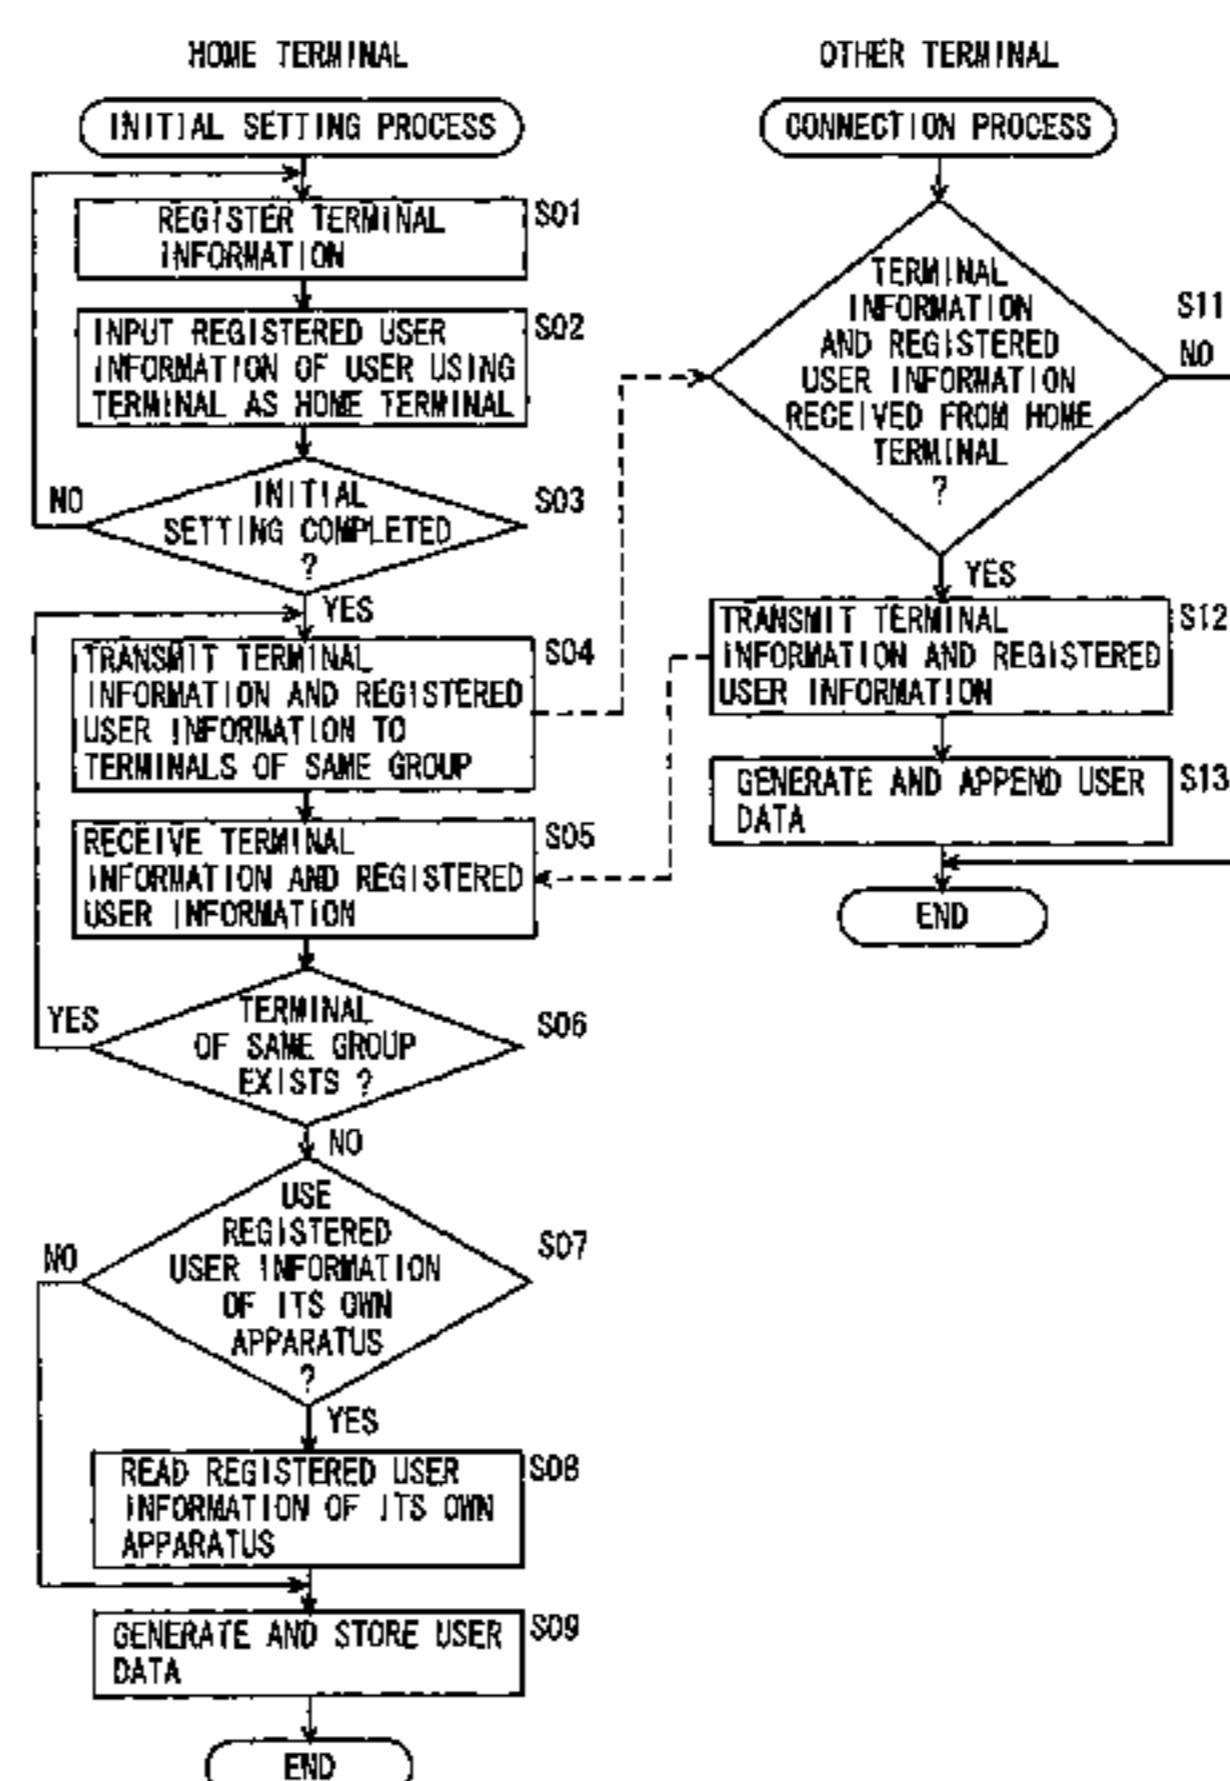 HOME TERMINAL
INITIAL SETTING PROCESS
REGISTER TERMINAL
INFORMATION
S01
INPUT REGISTERED USER
INFORMATION OF USER USING
TERMINAL AS HOME TERMINAL
S02
INITIAL
SETTING COMPLETED
?
S03
NO
YES
TRANSMIT TERMINAL
INFORMATION AND REGISTERED
USER INFORMATION TO
TERMINALS OF SAME GROUP
S04
RECEIVE TERMINAL
INFORMATION AND REGISTERED
USER INFORMATION
S05
TERMINAL
OF SAME GROUP
EXISTS ?
S06
YES
NO
USE
REGISTERED
USER INFORMATION
OF ITS OWN
APPARATUS
?
S07
NO
YES
READ REGISTERED USER
INFORMATION OF ITS OWN
APPARATUS
S08
GENERATE AND STORE USER
DATA
S09
END
OTHER TERMINAL
CONNECTION PROCESS
TERMINAL
INFORMATION
AND REGISTERED
USER INFORMATION
RECEIVED FROM HOME
TERMINAL
?
S11
NO
YES
TRANSMIT TERMINAL
INFORMATION AND REGISTERED
USER INFORMATION
S12
GENERATE AND APPEND USER
DATA
S13
END